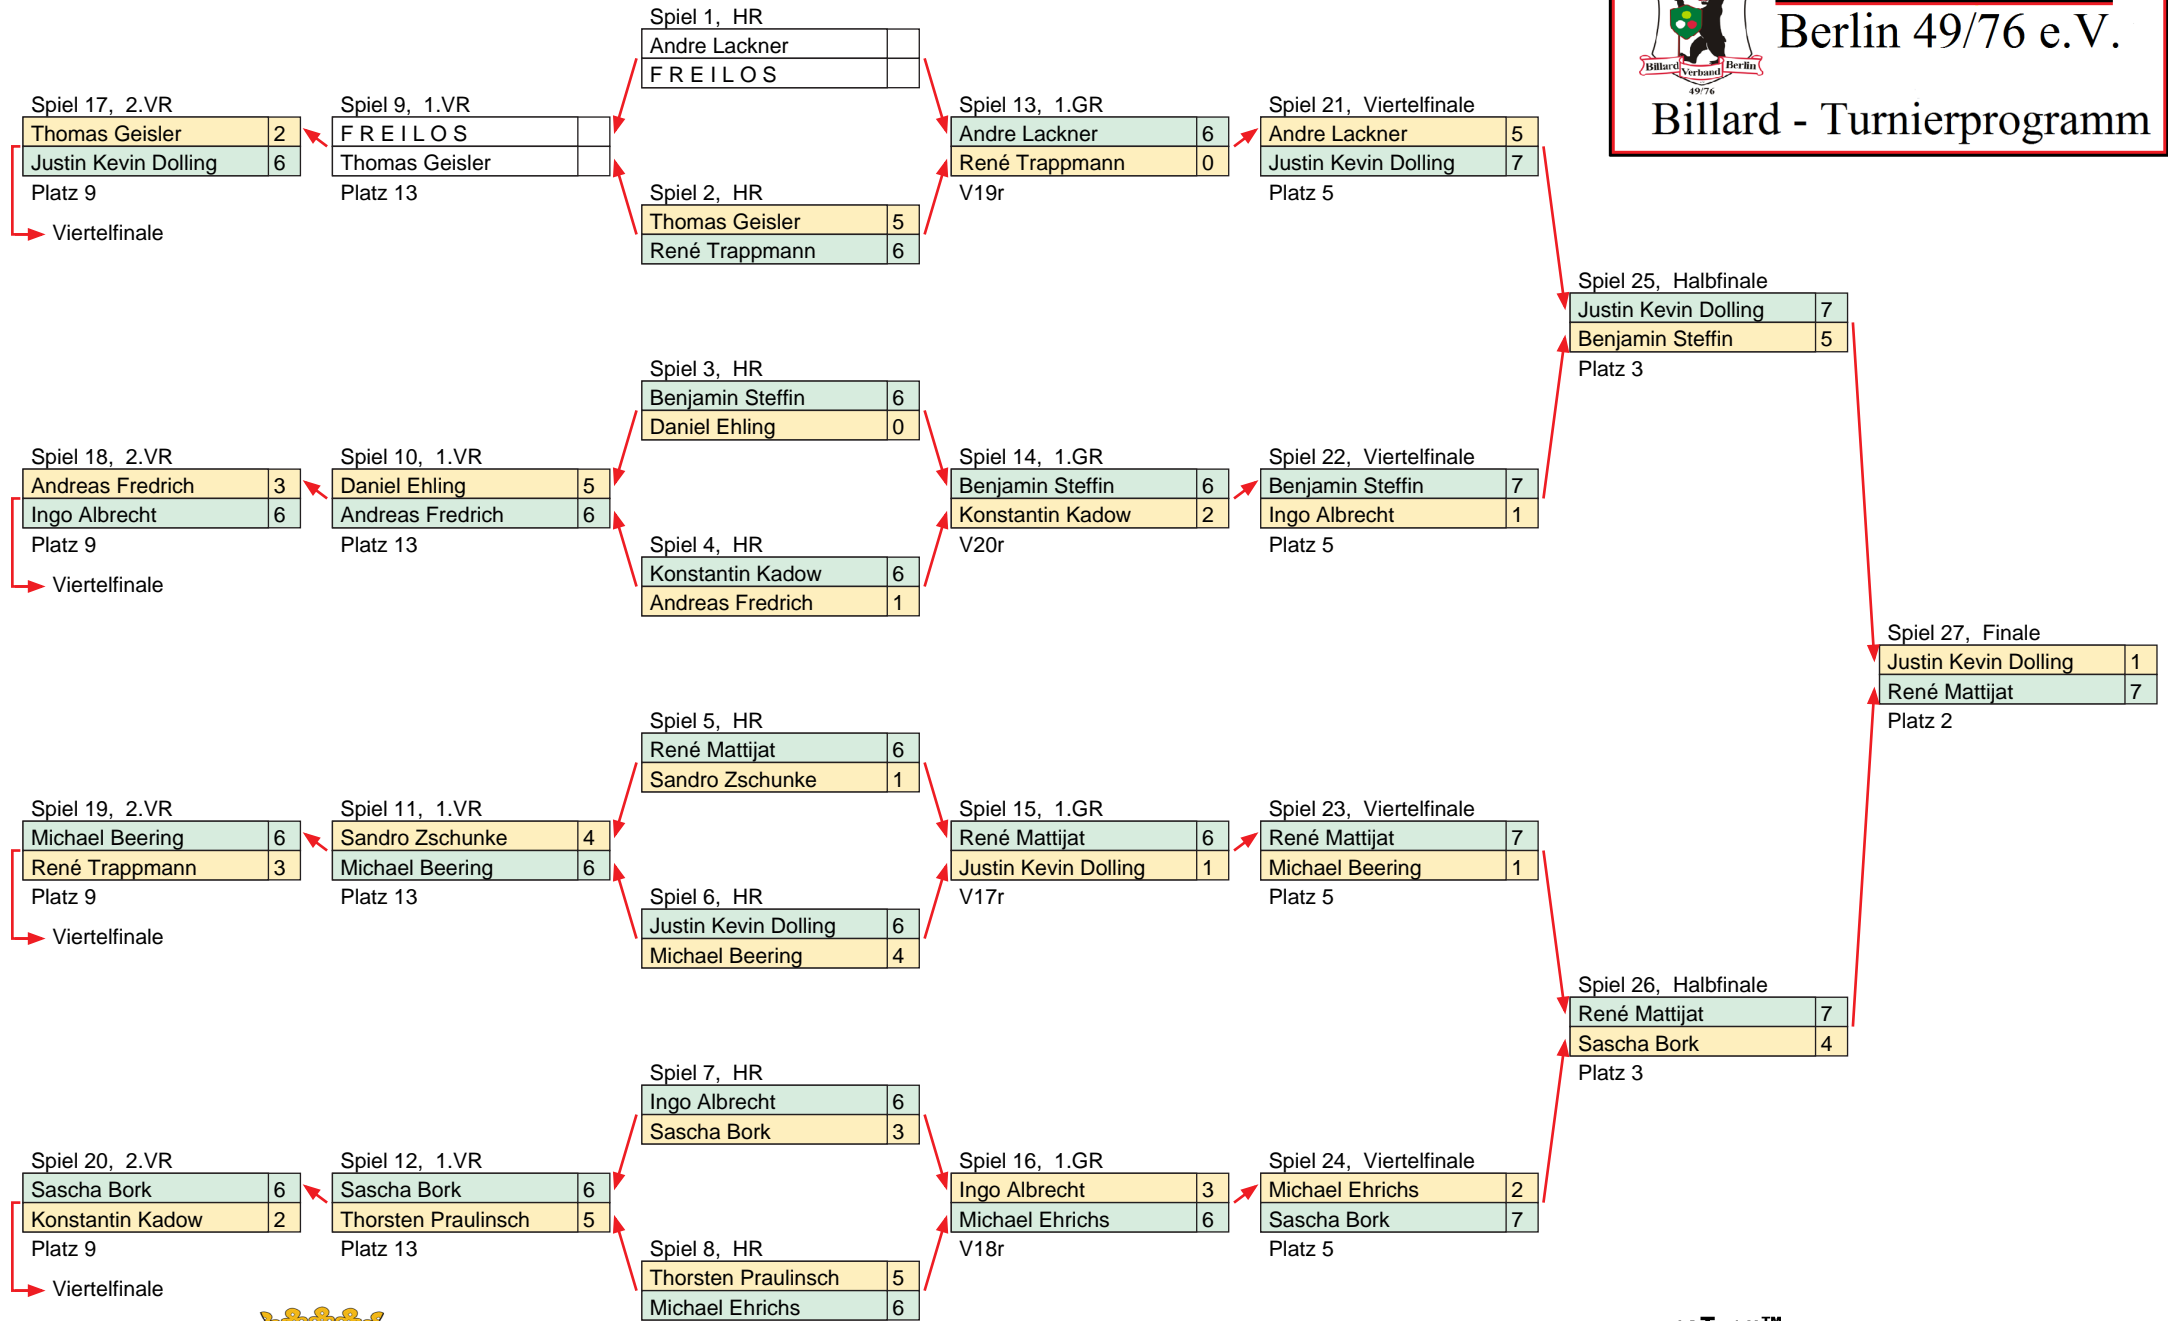 Berlin 49/76 e.V.
Billard Verband Berlin
49/76
Billard - Turnierprogramm
Spiel 17, 2.VR
Thomas Geisler 2
Justin Kevin Dolling 6
Platz 9
Viertelfinale
Spiel 18, 2.VR
Andreas Fredrich 3
Ingo Albrecht 6
Platz 9
Viertelfinale
Spiel 19, 2.VR
Michael Beering 6
René Trappmann 3
Platz 9
Viertelfinale
Spiel 20, 2.VR
Sascha Bork 6
Konstantin Kadow 2
Platz 9
Viertelfinale
Spiel 9, 1.VR
F R E I L O S
Thomas Geisler
Platz 13
Spiel 10, 1.VR
Daniel Ehling 5
Andreas Fredrich 6
Platz 13
Spiel 11, 1.VR
Sandro Zschunke 4
Michael Beering 6
Platz 13
Spiel 12, 1.VR
Sascha Bork 6
Thorsten Praulinsch 5
Platz 13
Spiel 1, HR
Andre Lackner
F R E I L O S
Spiel 2, HR
Thomas Geisler 5
René Trappmann 6
Spiel 3, HR
Benjamin Steffin 6
Daniel Ehling 0
Spiel 4, HR
Konstantin Kadow 6
Andreas Fredrich 1
Spiel 5, HR
René Mattijat 6
Sandro Zschunke 1
Spiel 6, HR
Justin Kevin Dolling 6
Michael Beering 4
Spiel 7, HR
Ingo Albrecht 6
Sascha Bork 3
Spiel 8, HR
Thorsten Praulinsch 5
Michael Ehrichs 6
Spiel 13, 1.GR
Andre Lackner 6
René Trappmann 0
V19r
Spiel 14, 1.GR
Benjamin Steffin 6
Konstantin Kadow 2
V20r
Spiel 15, 1.GR
René Mattijat 6
Justin Kevin Dolling 1
V17r
Spiel 16, 1.GR
Ingo Albrecht 3
Michael Ehrichs 6
V18r
Spiel 21, Viertelfinale
Andre Lackner 5
Justin Kevin Dolling 7
Platz 5
Spiel 22, Viertelfinale
Benjamin Steffin 7
Ingo Albrecht 1
Platz 5
Spiel 23, Viertelfinale
René Mattijat 7
Michael Beering 1
Platz 5
Spiel 24, Viertelfinale
Michael Ehrichs 2
Sascha Bork 7
Platz 5
Spiel 25, Halbfinale
Justin Kevin Dolling 7
Benjamin Steffin 5
Platz 3
Spiel 26, Halbfinale
René Mattijat 7
Sascha Bork 4
Platz 3
Spiel 27, Finale
Justin Kevin Dolling 1
René Mattijat 7
Platz 2